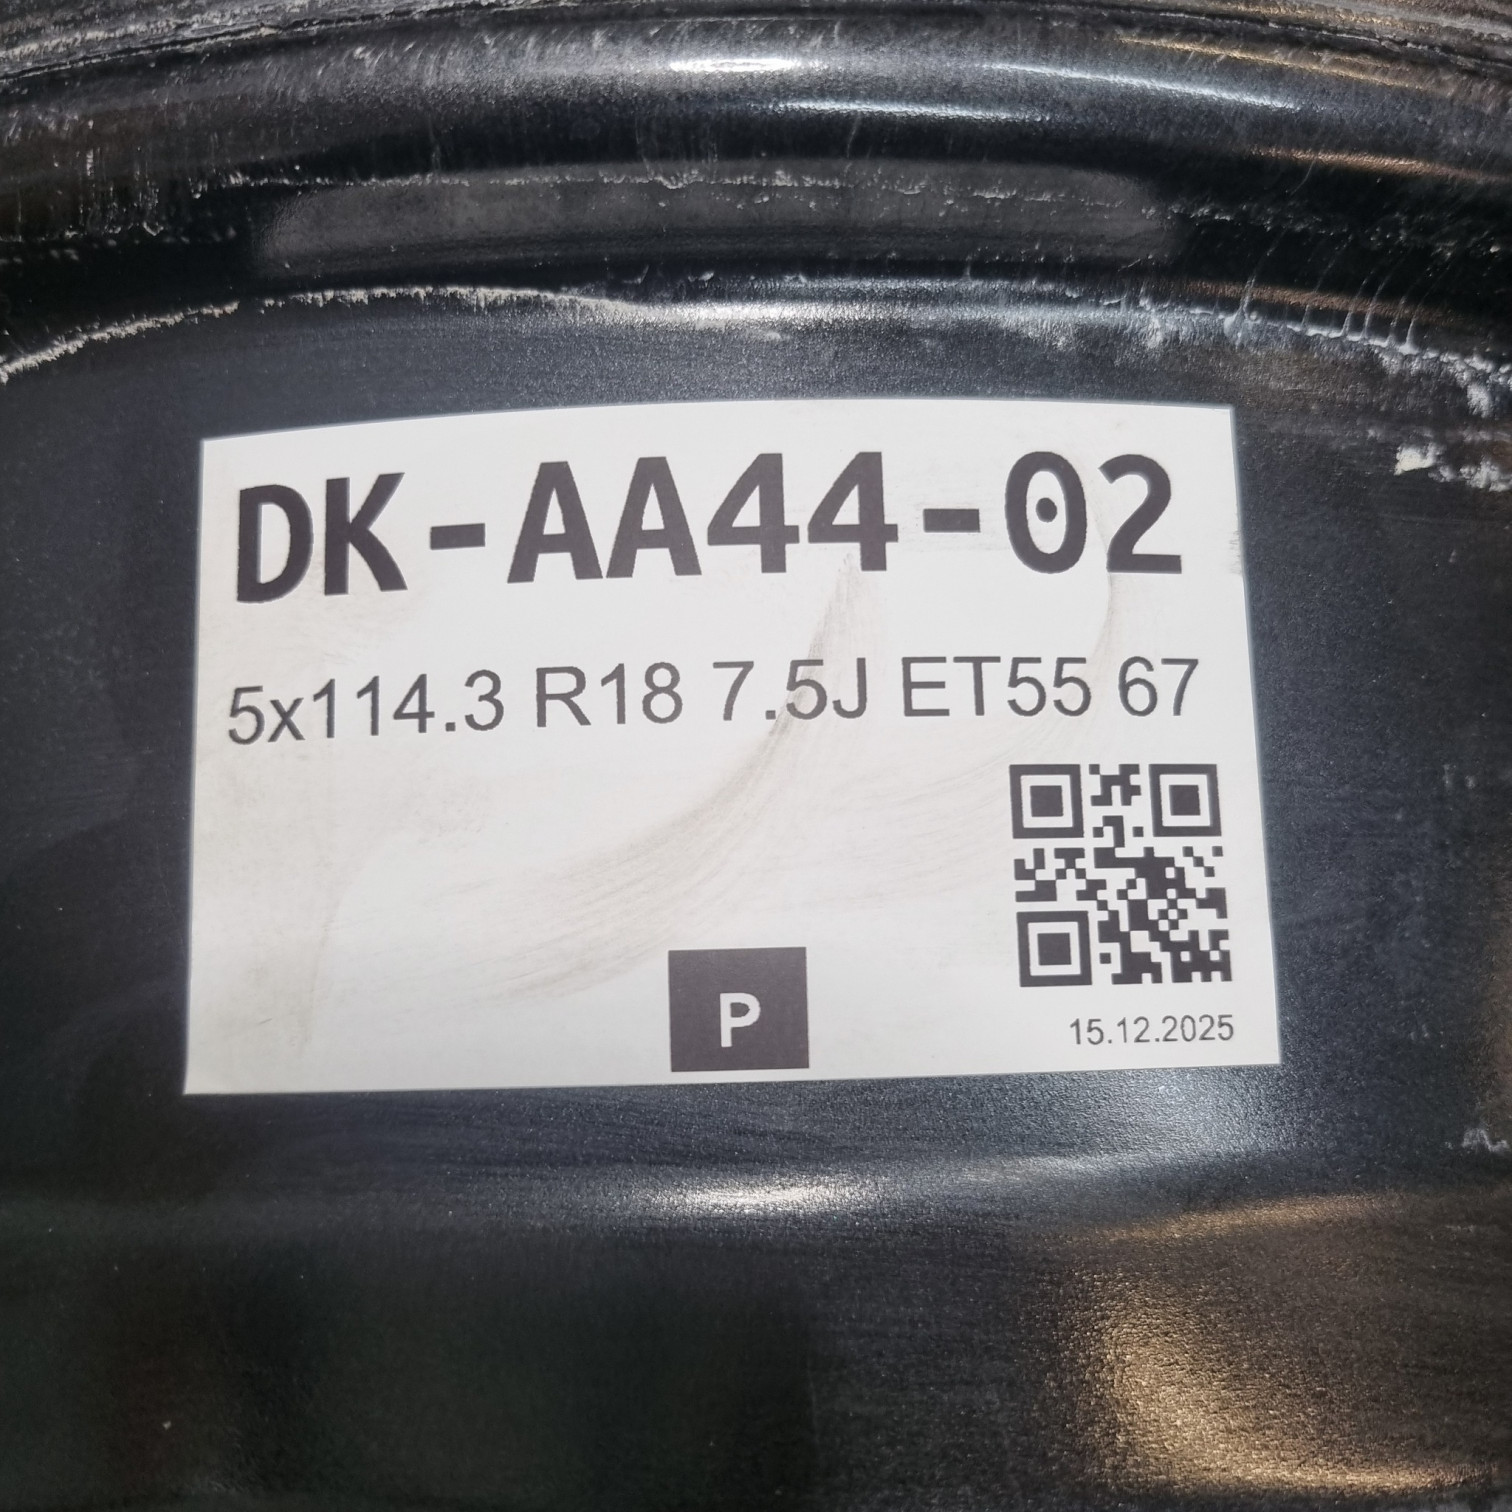 DK-AA44-02
5x114.3 R18 7.5J ET55 67
P
15.12.2025